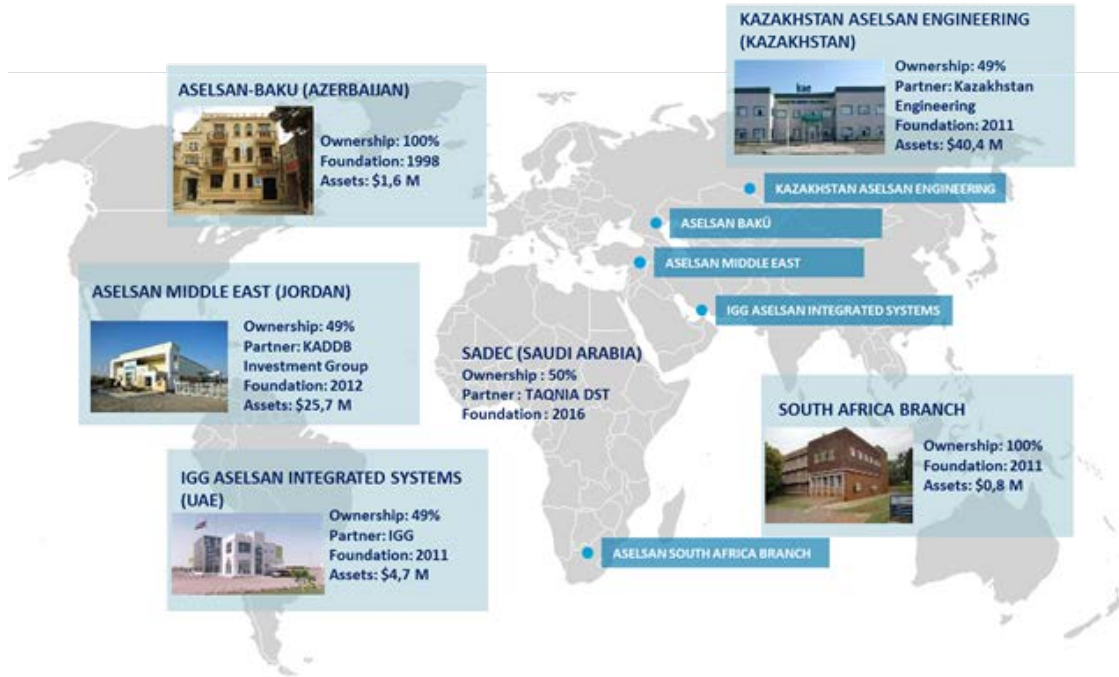 KAZAKHSTAN ASELSAN ENGINEERING
(KAZAKHSTAN)
kae
Ownership: 49%
Partner: Kazakhstan
Engineering
Foundation: 2011
Assets: $40,4 M
ASELSAN-BAKU (AZERBAIJAN)
Ownership: 100%
Foundation: 1998
Assets: $1,6 M
KAZAKHSTAN ASELSAN ENGINEERING
ASELSAN BAKÜ
ASELSAN MIDDLE EAST
IGG ASELSAN INTEGRATED SYSTEMS
ASELSAN MIDDLE EAST (JORDAN)
Ownership: 49%
Partner: KADDB
Investment Group
Foundation: 2012
Assets: $25,7 M
SADEC (SAUDI ARABIA)
Ownership : 50%
Partner : TAQNIA DST
Foundation : 2016
SOUTH AFRICA BRANCH
Ownership: 100%
Foundation: 2011
Assets: $0,8 M
IGG ASELSAN INTEGRATED SYSTEMS
(UAE)
Ownership: 49%
Partner: IGG
Foundation: 2011
Assets: $4,7 M
ASELSAN SOUTH AFRICA BRANCH